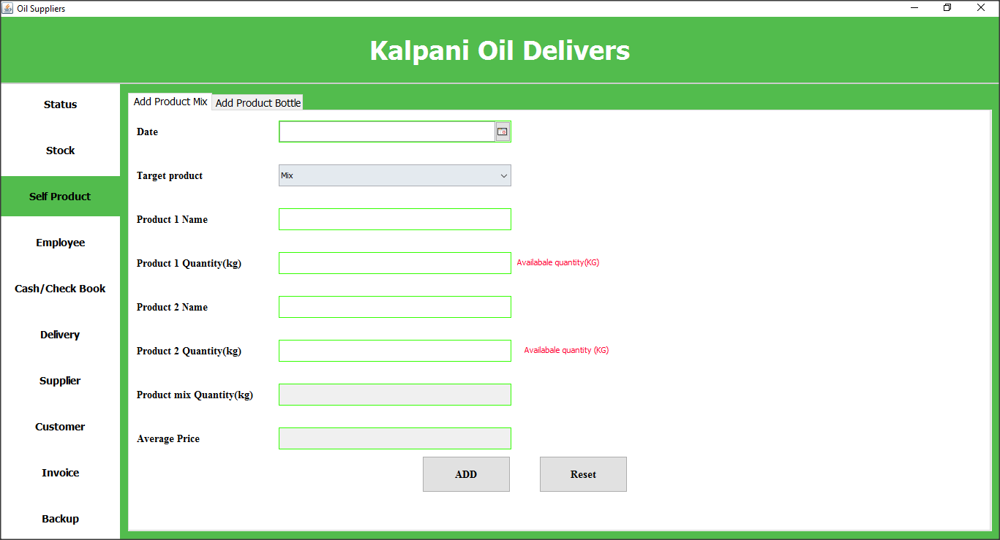 Oil Suppliers
Kalpani Oil Delivers
Status
Stock
Self Product
Employee
Cash/Check Book
Delivery
Supplier
Customer
Invoice
Backup
Add Product Mix
Add Product Bottle
Date
Target product
Mix
Product 1 Name
Product 1 Quantity(kg)
Availabale quantity(KG)
Product 2 Name
Product 2 Quantity(kg)
Availabale quantity (KG)
Product mix Quantity(kg)
Average Price
ADD
Reset